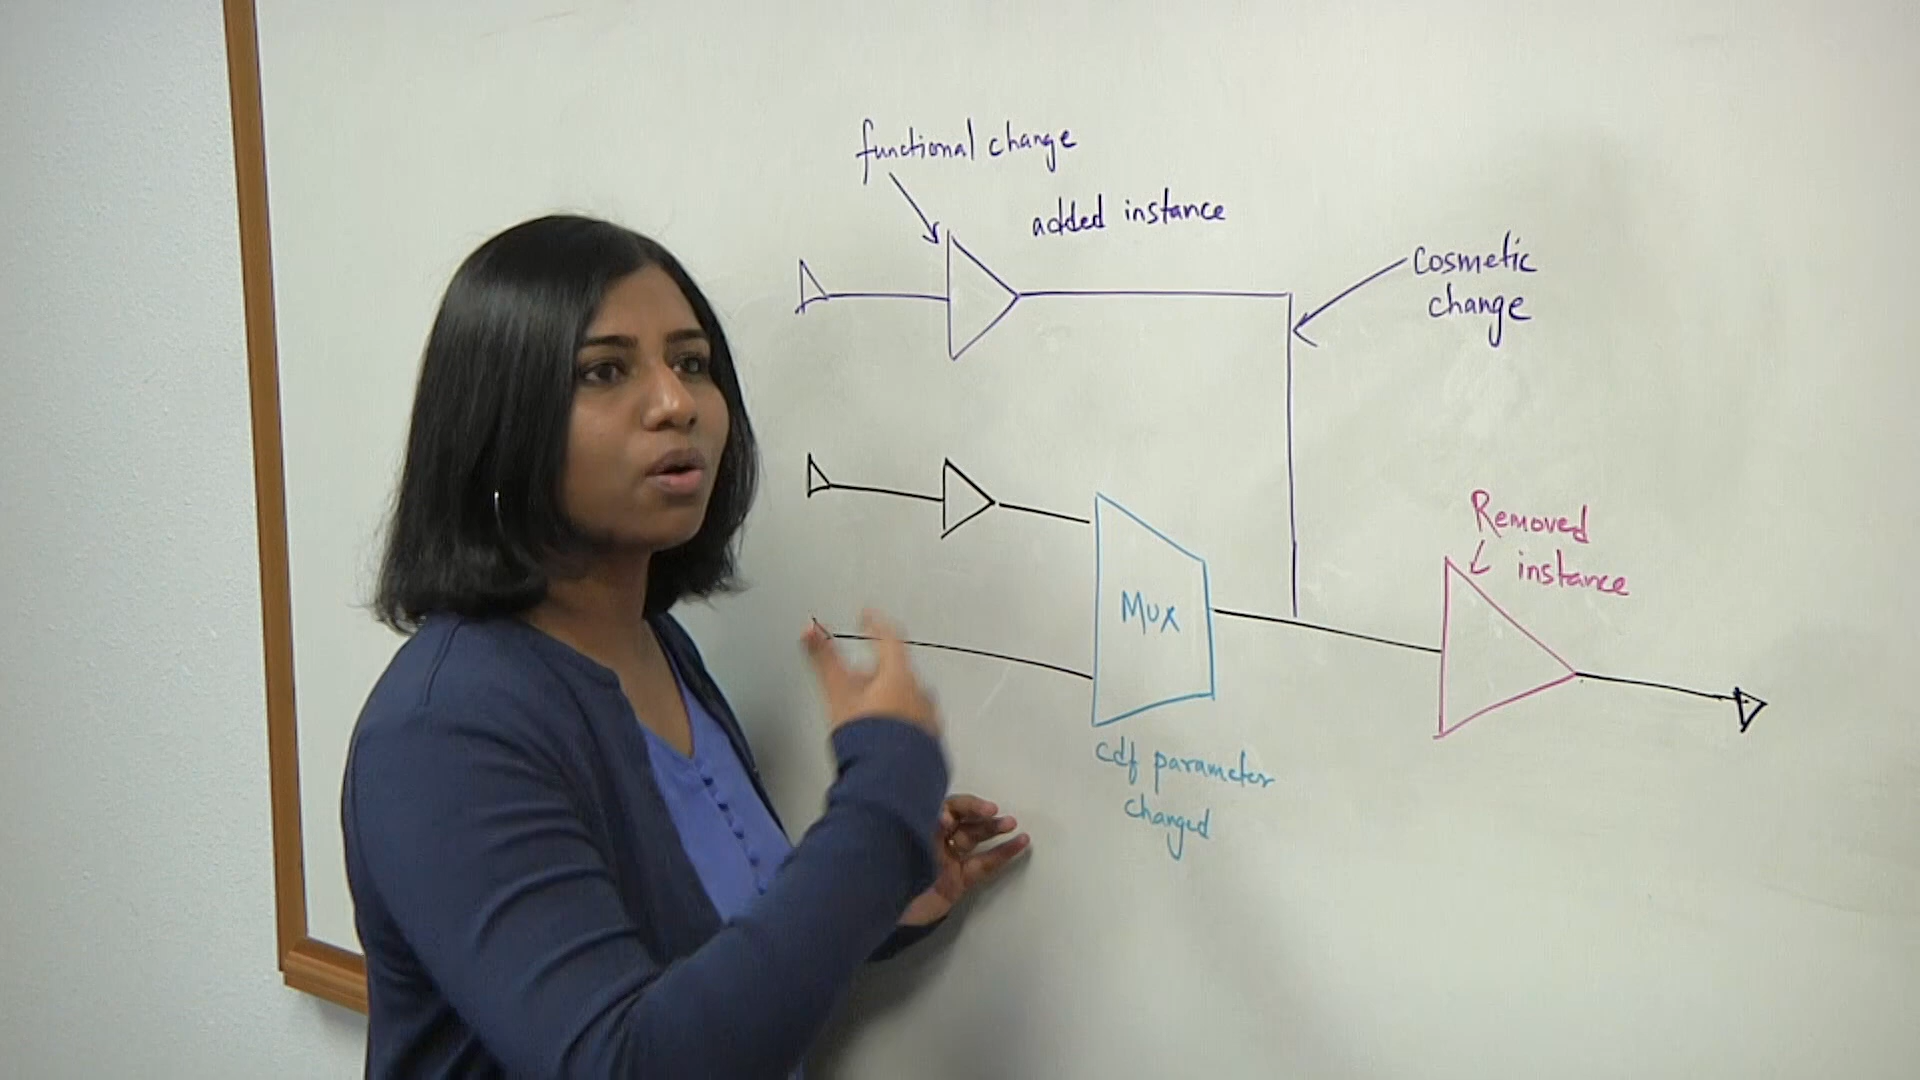 functional change
added instance
Cosmetic
change
Removed
instance
Mux
cdf parameter
changed